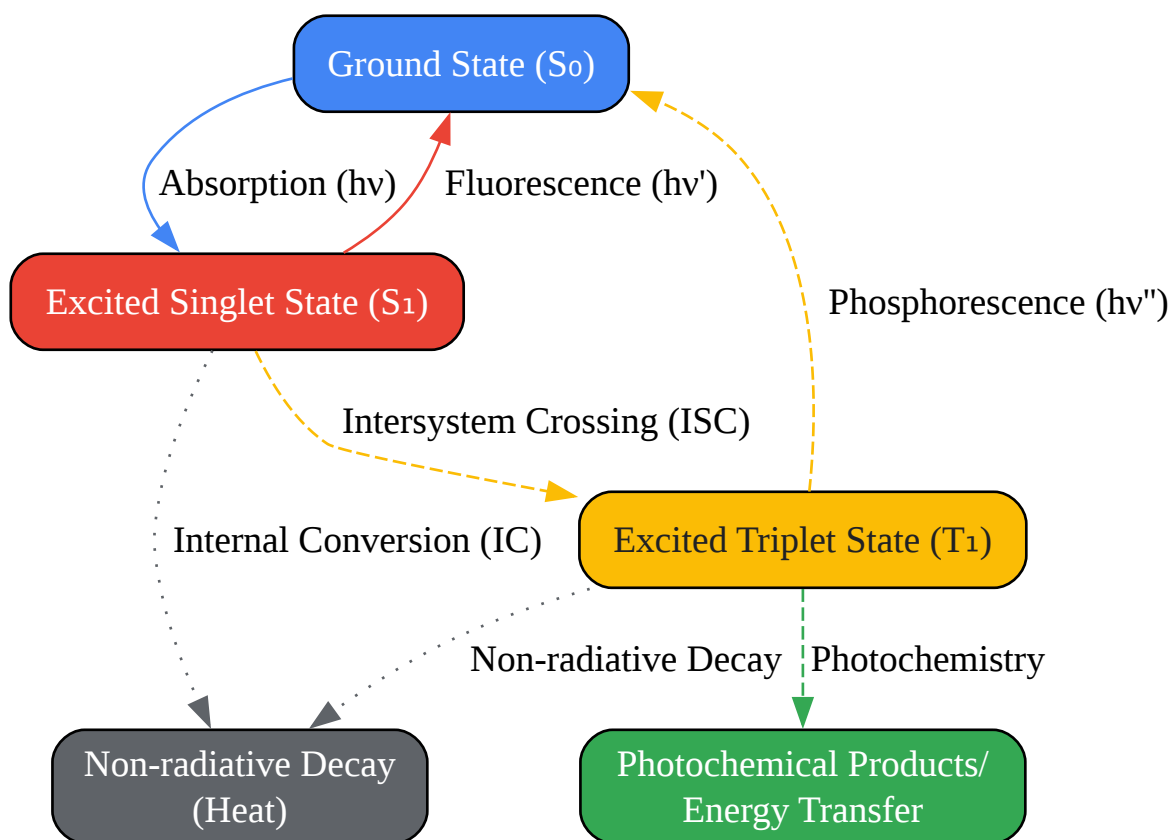 Ground State (S₀)
Absorption (hν)
Fluorescence (hν')
Excited Singlet State (S₁)
Phosphorescence (hν'')
Intersystem Crossing (ISC)
Internal Conversion (IC)
Excited Triplet State (T₁)
Non-radiative Decay
Photochemistry
Non-radiative Decay
(Heat)
Photochemical Products/
Energy Transfer